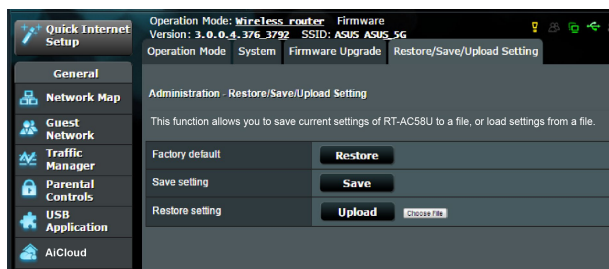 Quick Internet
Setup
Operation Mode: Wireless router Firmware
Version: 3.0.0.4.376_3792 SSID: ASUS ASUS_5G
Operation Mode System Firmware Upgrade Restore/Save/Upload Setting
General
Network Map
Guest
Network
Traffic
Manager
Parental
Controls
USB
Application
AiCloud
Administration - Restore/Save/Upload Setting
This function allows you to save current settings of RT-AC58U to a file, or load settings from a file.
Factory default Restore
Save setting Save
Restore setting Upload Choose File